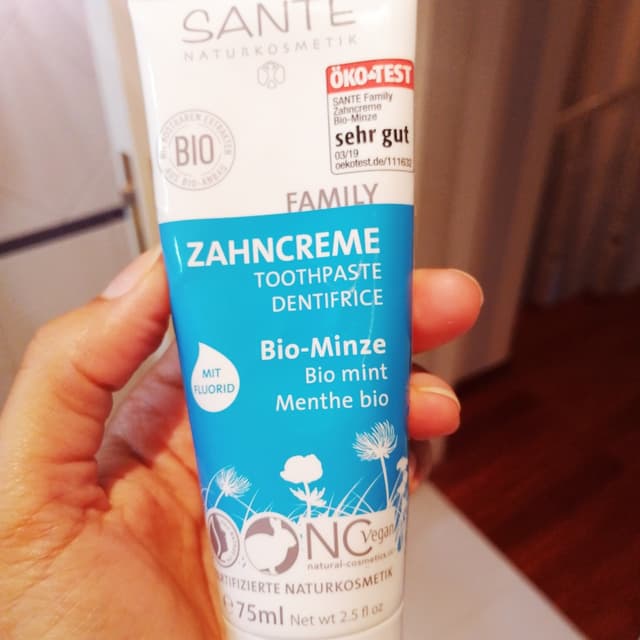 SANTE
NATURKOSMETIK
ÖKO-TEST
SANTE Family
Zahncreme
Bio-Minze
sehr gut
03/19
oekotest.de/111632
BIO
FAMILY
ZAHNCREME
TOOTHPASTE
DENTIFRICE
Bio-Minze
Bio mint
Menthe bio
MIT
FLUORID
NC
Vegan
natural-cosmetics.cc
NATURKOSMETIK
75ml Net wt 2.5 fl oz